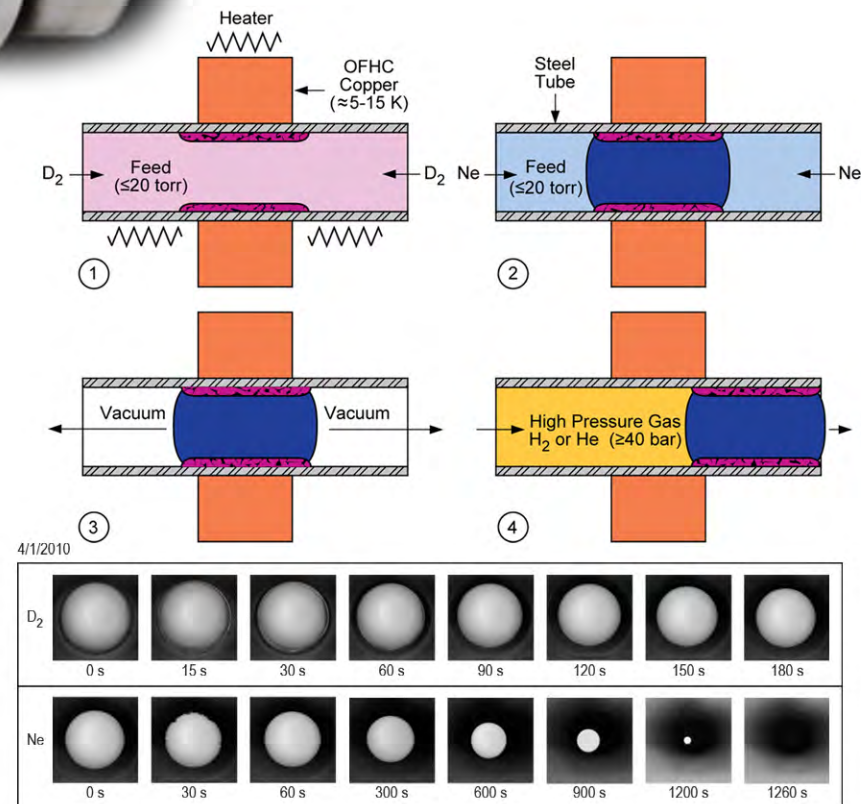 Heater
OFHC
Copper
(≈5-15 K)
D2
Feed
(≤20 torr)
D2
1
Steel
Tube
Ne
Feed
(≤20 torr)
Ne
2
Vacuum
Vacuum
3
High Pressure Gas
H2 or He (≥40 bar)
4
4/1/2010
D2
0 s 15 s 30 s 60 s 90 s 120 s 150 s 180 s
Ne
0 s 30 s 60 s 300 s 600 s 900 s 1200 s 1260 s